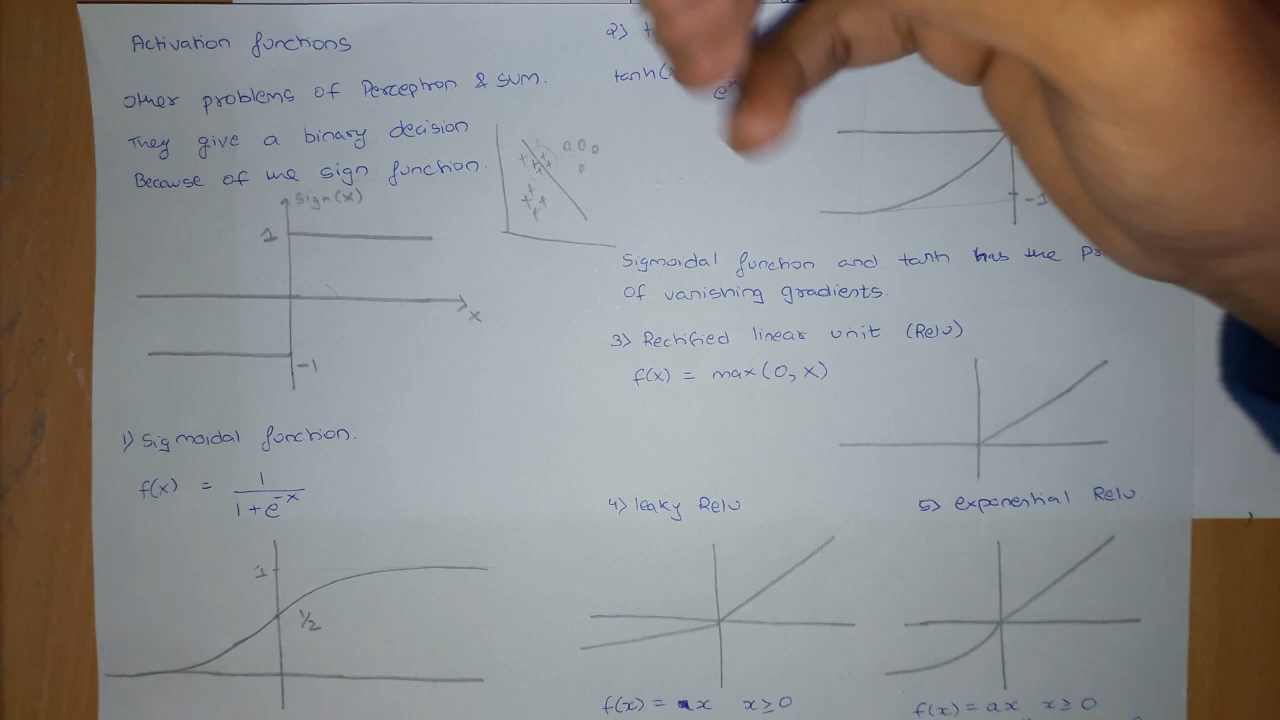 Activation functions
Other problems of Perceptron & SVM.
They give a binary decision
Because of the sign function.
sign(x)
1
x
-1
1) Sigmoidal function.
f(x) = 1 / 1+e^-x
1
1/2
2)
tanh(
-1
Sigmoidal function and tanh has the
of vanishing gradients.
3) Rectified linear unit (Relu)
f(x) = max(0, x)
4) leaky Relu
f(x) = x x ≥ 0
5) exponential Relu.
f(x) = ax x ≥ 0